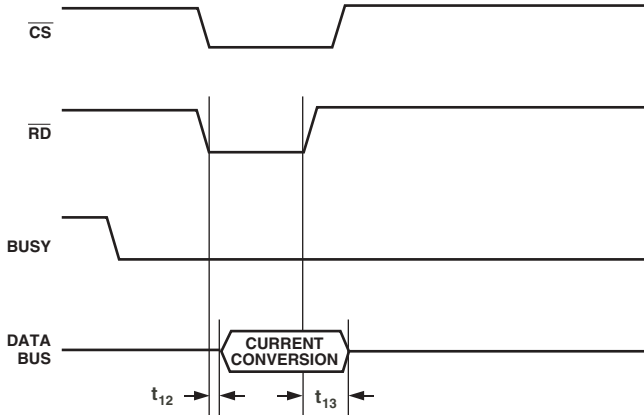 CS
RD
BUSY
DATA
BUS
CURRENT
CONVERSION
t12
t13